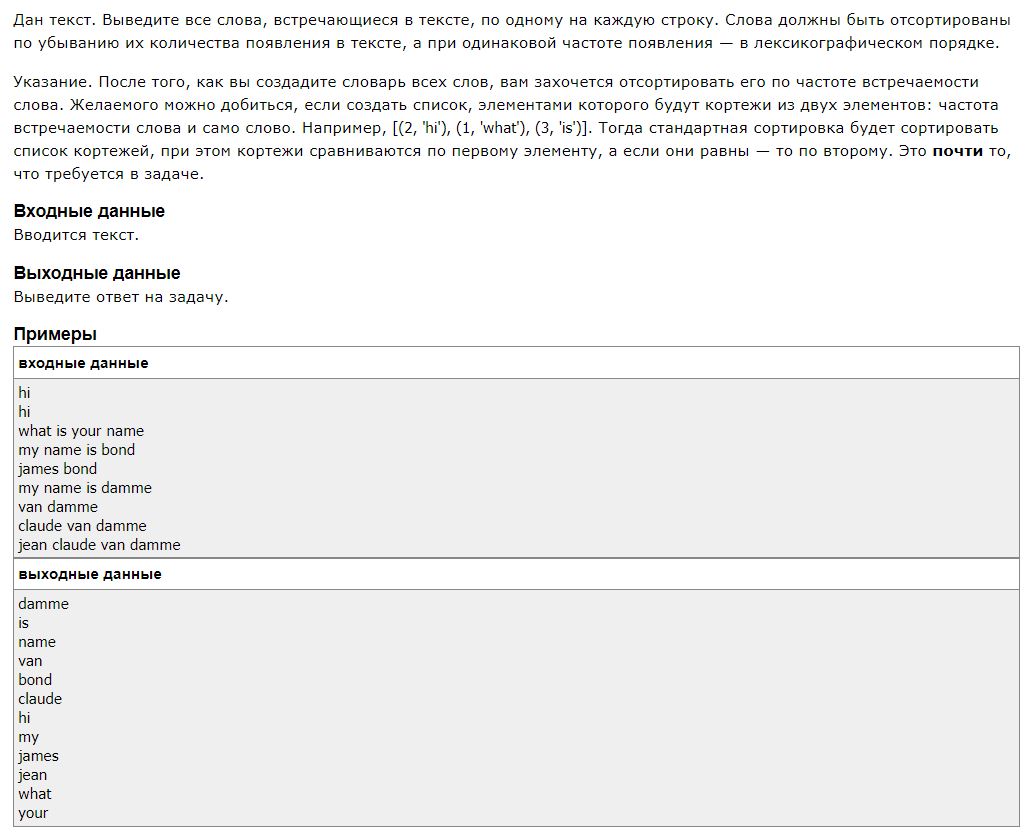 Дан текст. Выведите все слова, встречающиеся в тексте, по одному на каждую строку. Слова должны быть отсортированы
по убыванию их количества появления в тексте, а при одинаковой частоте появления — в лексикографическом порядке.
Указание. После того, как вы создадите словарь всех слов, вам захочется отсортировать его по частоте встречаемости
слова. Желаемого можно добиться, если создать список, элементами которого будут кортежи из двух элементов: частота
встречаемости слова и само слово. Например, [(2, 'hi'), (1, 'what'), (3, 'is')]. Тогда стандартная сортировка будет сортировать
список кортежей, при этом кортежи сравниваются по первому элементу, а если они равны — то по второму. Это почти то,
что требуется в задаче.
Входные данные
Вводится текст.
Выходные данные
Выведите ответ на задачу.
Примеры
входные данные
hi
hi
what is your name
my name is bond
james bond
my name is damme
van damme
claude van damme
jean claude van damme
выходные данные
damme
is
name
van
bond
claude
hi
my
james
jean
what
your